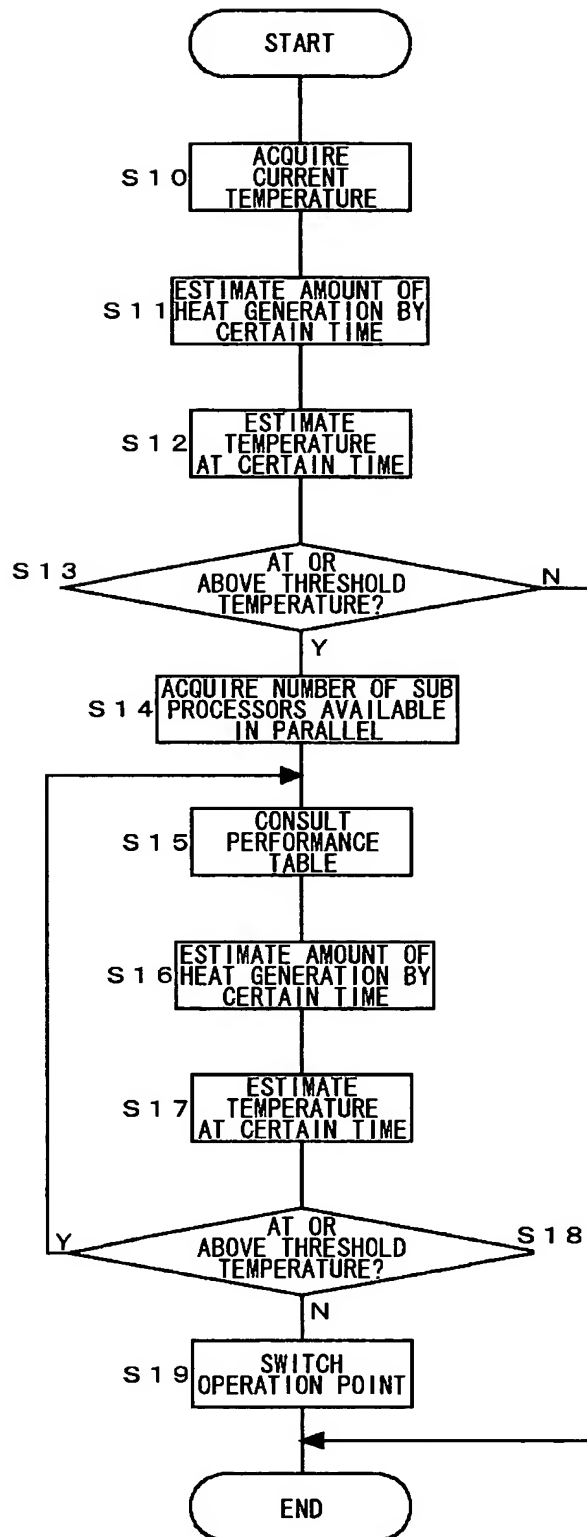 START
S10
ACQUIRE
CURRENT
TEMPERATURE
S11
ESTIMATE AMOUNT OF
HEAT GENERATION BY
CERTAIN TIME
S12
ESTIMATE
TEMPERATURE
AT CERTAIN TIME
S13
AT OR
ABOVE THRESHOLD
TEMPERATURE?
N
Y
S14
ACQUIRE NUMBER OF SUB
PROCESSORS AVAILABLE
IN PARALLEL
S15
CONSULT
PERFORMANCE
TABLE
S16
ESTIMATE AMOUNT OF
HEAT GENERATION BY
CERTAIN TIME
S17
ESTIMATE
TEMPERATURE
AT CERTAIN TIME
Y
AT OR
ABOVE THRESHOLD
TEMPERATURE?
S18
N
S19
SWITCH
OPERATION POINT
END